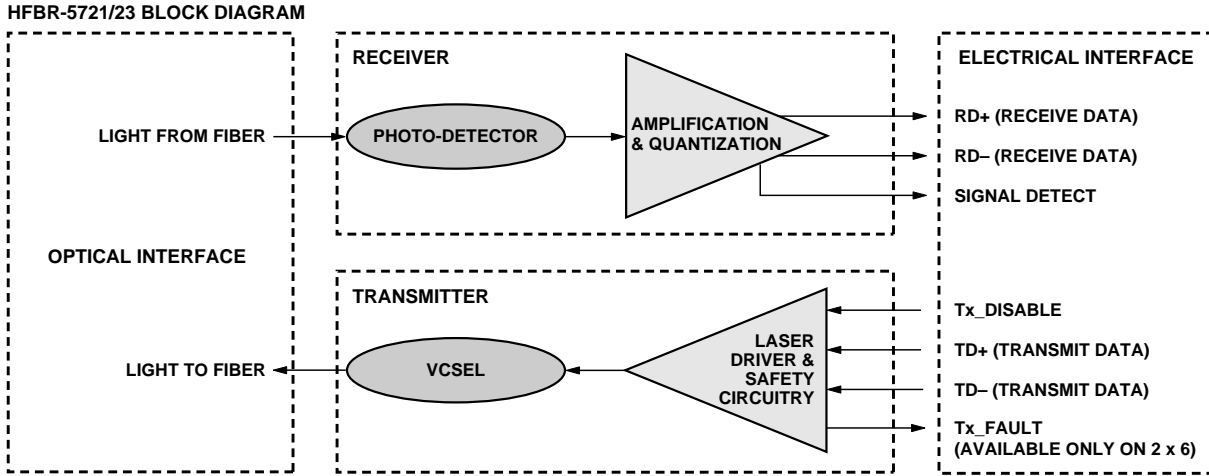 HFBR-5721/23 BLOCK DIAGRAM
RECEIVER
ELECTRICAL INTERFACE
LIGHT FROM FIBER
PHOTO-DETECTOR
AMPLIFICATION
& QUANTIZATION
RD+ (RECEIVE DATA)
RD– (RECEIVE DATA)
SIGNAL DETECT
OPTICAL INTERFACE
TRANSMITTER
LIGHT TO FIBER
VCSEL
LASER
DRIVER &
SAFETY
CIRCUITRY
Tx_DISABLE
TD+ (TRANSMIT DATA)
TD– (TRANSMIT DATA)
Tx_FAULT
(AVAILABLE ONLY ON 2 x 6)